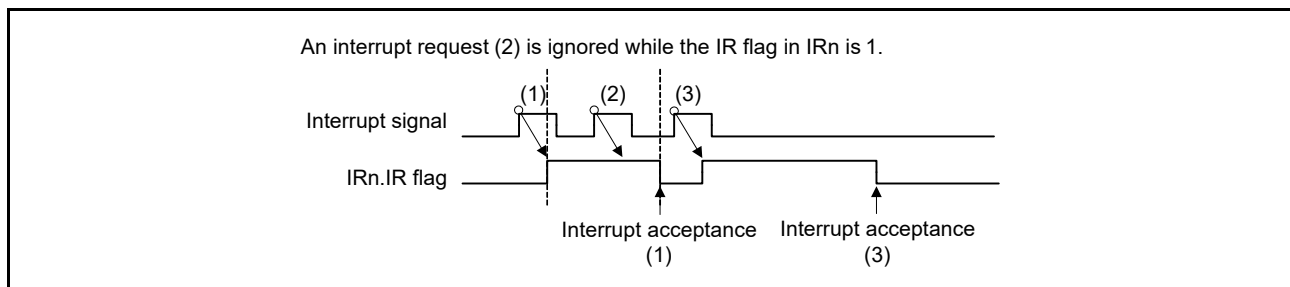 An interrupt request (2) is ignored while the IR flag in IRn is 1.
(1) (2) (3)
Interrupt signal
IRn.IR flag
Interrupt acceptance Interrupt acceptance
(1) (3)